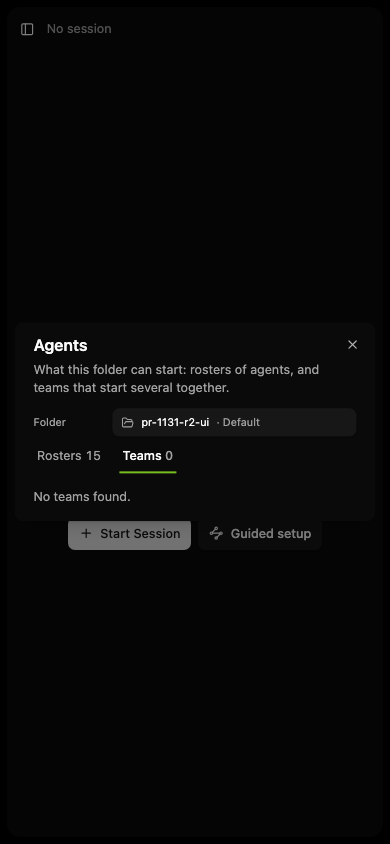 No session
Agents
What this folder can start: rosters of agents, and
teams that start several together.
Folder
pr-1131-r2-ui · Default
Rosters 15
Teams 0
No teams found.
Start Session
Guided setup